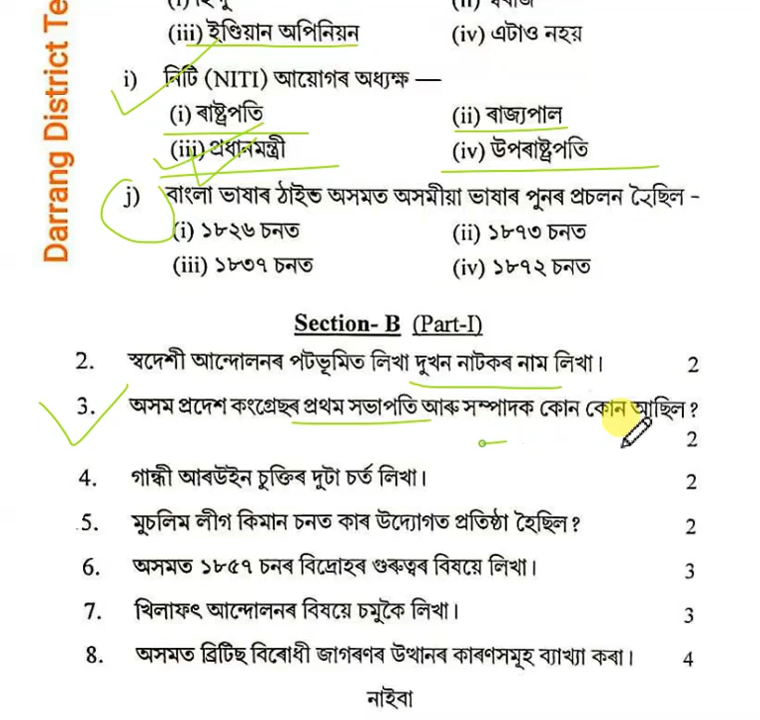 (iii) ইণ্ডিয়ান অপিনিয়ন (iv) এটাও নহয়
i) নিটি (NITI) আয়োগৰ অধ্যক্ষ —
(i) ৰাষ্ট্ৰপতি (ii) ৰাজ্যপাল
(iii) প্ৰধানমন্ত্ৰী (iv) উপৰাষ্ট্ৰপতি
j) বাংলা ভাষাৰ ঠাইত অসমত অসমীয়া ভাষাৰ পুনৰ প্ৰচলন হৈছিল -
(i) ১৮২৬ চনত (ii) ১৮৭৩ চনত
(iii) ১৮৩৭ চনত (iv) ১৮৭২ চনত
Section- B (Part-I)
2. স্বদেশী আন্দোলনৰ পটভূমিত লিখা দুখন নাটকৰ নাম লিখা। 2
3. অসম প্ৰদেশ কংগ্ৰেছৰ প্ৰথম সভাপতি আৰু সম্পাদক কোন কোন আছিল? 2
4. গান্ধী আৰউইন চুক্তিৰ দুটা চৰ্ত লিখা। 2
5. মুচলিম লীগ কিমান চনত কাৰ উদ্যোগত প্ৰতিষ্ঠা হৈছিল? 2
6. অসমত ১৮৫৭ চনৰ বিদ্ৰোহৰ গুৰুত্বৰ বিষয়ে লিখা। 3
7. খিলাফৎ আন্দোলনৰ বিষয়ে চমুকৈ লিখা। 3
8. অসমত ব্ৰিটিছ বিৰোধী জাগৰণৰ উত্থানৰ কাৰণসমূহ ব্যাখ্যা কৰা। 4
নাইবা
Darrang District Te